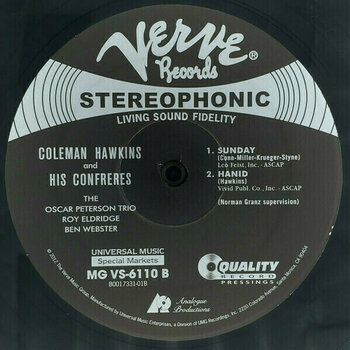 Verve®
Records
STEREOPHONIC
LIVING SOUND FIDELITY
COLEMAN HAWKINS
and
HIS CONFRERES
THE
OSCAR PETERSON TRIO
ROY ELDRIDGE
BEN WEBSTER
1. SUNDAY
(Conn-Miller-Krueger-Styne)
Leo Feist, Inc.- ASCAP
2. HANID
(Hawkins)
Vivid Publ. Co., Inc. - ASCAP
(Norman Granz supervision)
UNIVERSAL MUSIC
Special Markets
MG VS-6110 B
B0017331-01B
QUALITY
RECORD
PRESSINGS
AP
Analogue
Productions